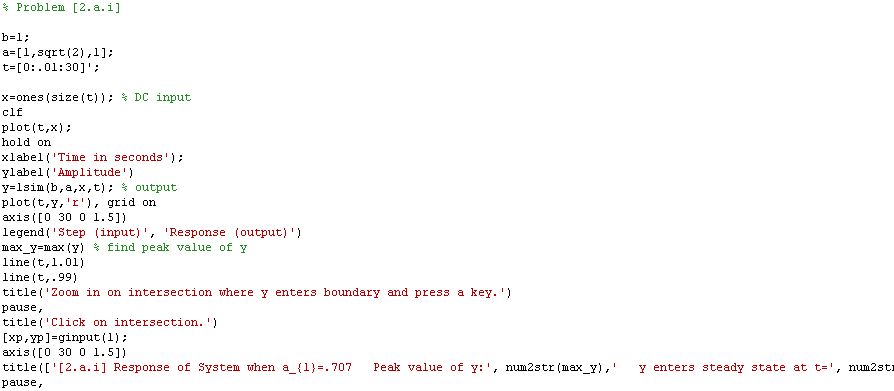 % Problem [2.a.i]
b=1;
a=[1,sqrt(2),1];
t=[0:.01:30]';
x=ones(size(t)); % DC input
clf
plot(t,x);
hold on
xlabel('Time in seconds');
ylabel('Amplitude')
y=lsim(b,a,x,t); % output
plot(t,y,'r'), grid on
axis([0 30 0 1.5])
legend('Step (input)', 'Response (output)')
max_y=max(y) % find peak value of y
line(t,1.01)
line(t,.99)
title('Zoom in on intersection where y enters boundary and press a key.')
pause,
title('Click on intersection.')
[xp,yp]=ginput(1);
axis([0 30 0 1.5])
title(['[2.a.i] Response of System when a_{1}=.707   Peak value of y:', num2str(max_y),'   y enters steady state at t=', num2str
pause,